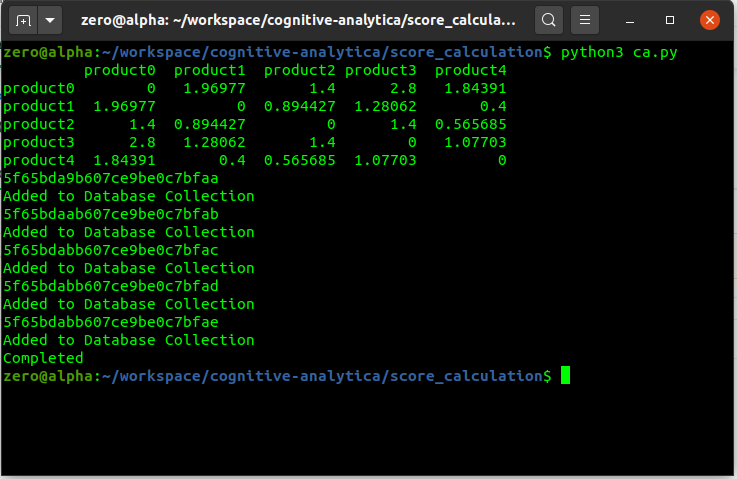 zero@alpha: ~/workspace/cognitive-analytica/score_calcula...
zero@alpha:~/workspace/cognitive-analytica/score_calculation$ python3 ca.py
product0 product1 product2 product3 product4
product0 0 1.96977 1.4 2.8 1.84391
product1 1.96977 0 0.894427 1.28062 0.4
product2 1.4 0.894427 0 1.4 0.565685
product3 2.8 1.28062 1.4 0 1.07703
product4 1.84391 0.4 0.565685 1.07703 0
5f65bda9b607ce9be0c7bfaa
Added to Database Collection
5f65bdaab607ce9be0c7bfab
Added to Database Collection
5f65bdabb607ce9be0c7bfac
Added to Database Collection
5f65bdabb607ce9be0c7bfad
Added to Database Collection
5f65bdabb607ce9be0c7bfae
Added to Database Collection
Completed
zero@alpha:~/workspace/cognitive-analytica/score_calculation$